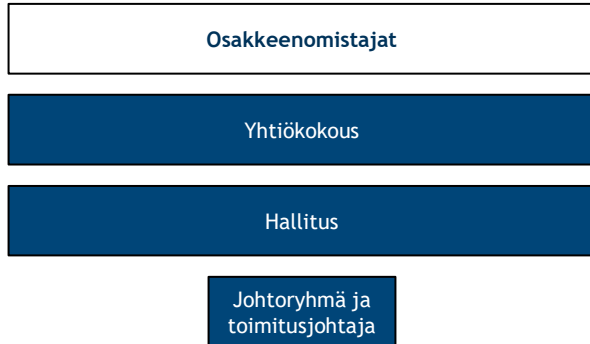 Osakkeenomistajat
Yhtiökokous
Hallitus
Johtoryhmä ja
toimitusjohtaja